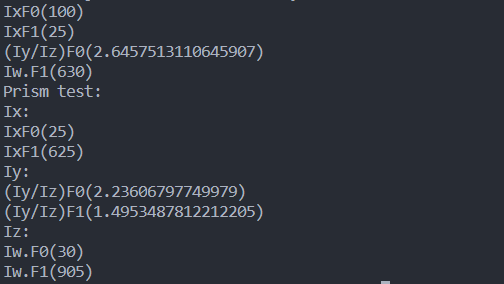 IxF0(100)
IxF1(25)
(Iy/Iz)F0(2.6457513110645907)
Iw.F1(630)
Prism test:
Ix:
IxF0(25)
IxF1(625)
Iy:
(Iy/Iz)F0(2.23606797749979)
(Iy/Iz)F1(1.4953487812212205)
Iz:
Iw.F0(30)
Iw.F1(905)